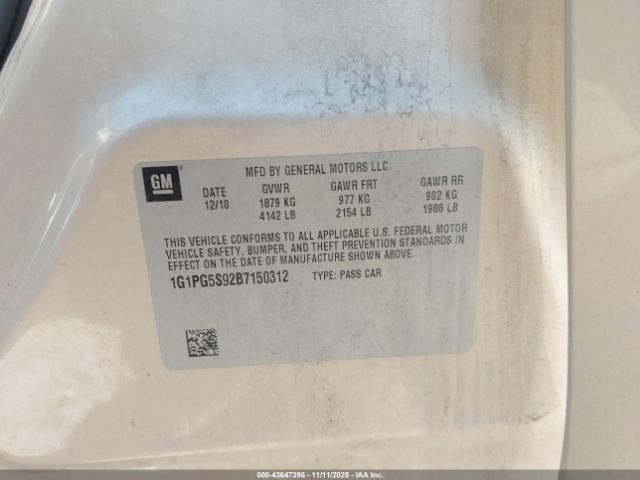 MFD BY GENERAL MOTORS LLC
GM
DATE GVWR GAWR FRT GAWR RR
12/10 1879 KG 977 KG 902 KG
4142 LB 2154 LB 1988 LB
THIS VEHICLE CONFORMS TO ALL APPLICABLE U.S. FEDERAL MOTOR
VEHICLE SAFETY, BUMPER, AND THEFT PREVENTION STANDARDS IN
EFFECT ON THE DATE OF MANUFACTURE SHOWN ABOVE.
1G1PG5S92B7150312 TYPE: PASS CAR
000-43647398 - 11/11/2025 - IAAI.COM